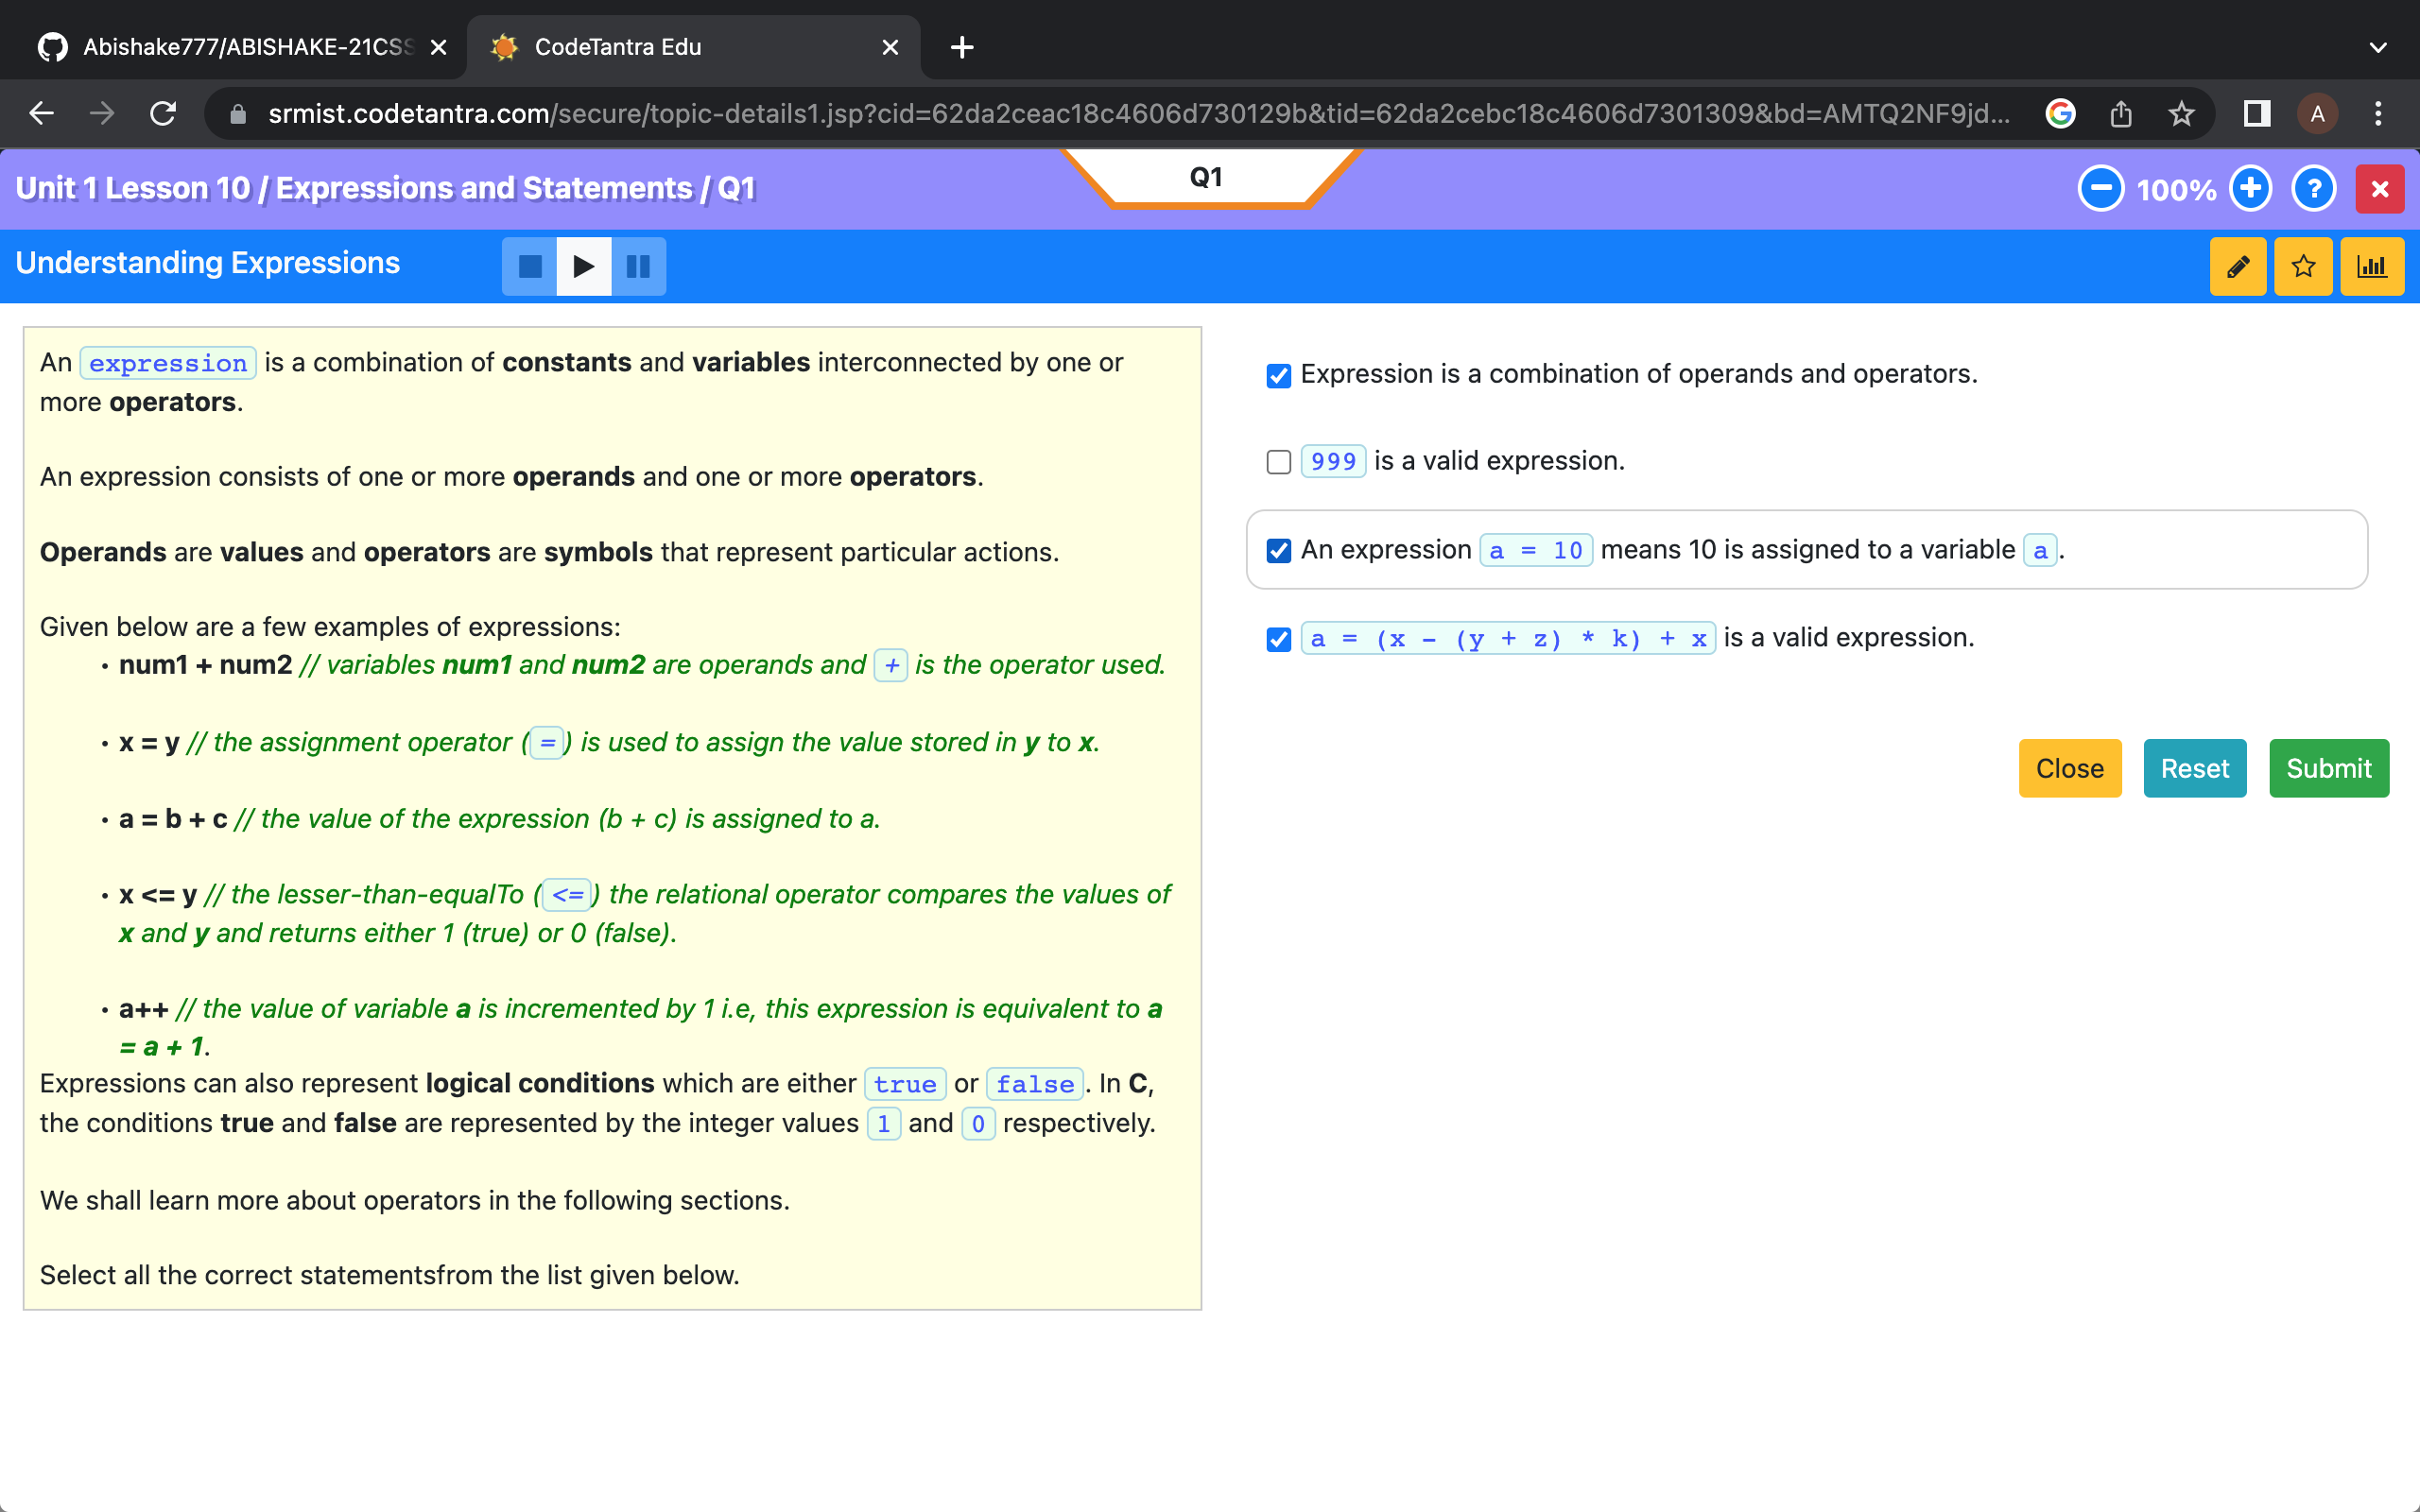 Abishake777/ABISHAKE-21CSS
CodeTantra Edu
srmist.codetantra.com/secure/topic-details1.jsp?cid=62da2ceac18c4606d730129b&tid=62da2cebc18c4606d7301309&bd=AMTQ2NF9jd...
A
Unit 1 Lesson 10 / Expressions and Statements / Q1
Q1
100%
?
Understanding Expressions
An expression is a combination of constants and variables interconnected by one or
more operators.
An expression consists of one or more operands and one or more operators.
Operands are values and operators are symbols that represent particular actions.
Given below are a few examples of expressions:
• num1 + num2 // variables num1 and num2 are operands and + is the operator used.
• x = y // the assignment operator ( = ) is used to assign the value stored in y to x.
• a = b + c // the value of the expression (b + c) is assigned to a.
• x <= y // the lesser-than-equalTo ( <= ) the relational operator compares the values of
x and y and returns either 1 (true) or 0 (false).
• a++ // the value of variable a is incremented by 1 i.e, this expression is equivalent to a
= a + 1.
Expressions can also represent logical conditions which are either true or false. In C,
the conditions true and false are represented by the integer values 1 and 0 respectively.
We shall learn more about operators in the following sections.
Select all the correct statementsfrom the list given below.
Expression is a combination of operands and operators.
999 is a valid expression.
An expression a = 10 means 10 is assigned to a variable a.
a = (x - (y + z) * k) + x is a valid expression.
Close
Reset
Submit